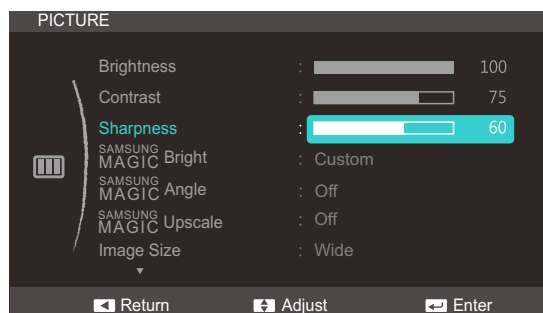 PICTURE
Brightness : 100
Contrast : 75
Sharpness : 60
SAMSUNG MAGIC Bright : Custom
SAMSUNG MAGIC Angle : Off
SAMSUNG MAGIC Upscale : Off
Image Size : Wide
Return Adjust Enter